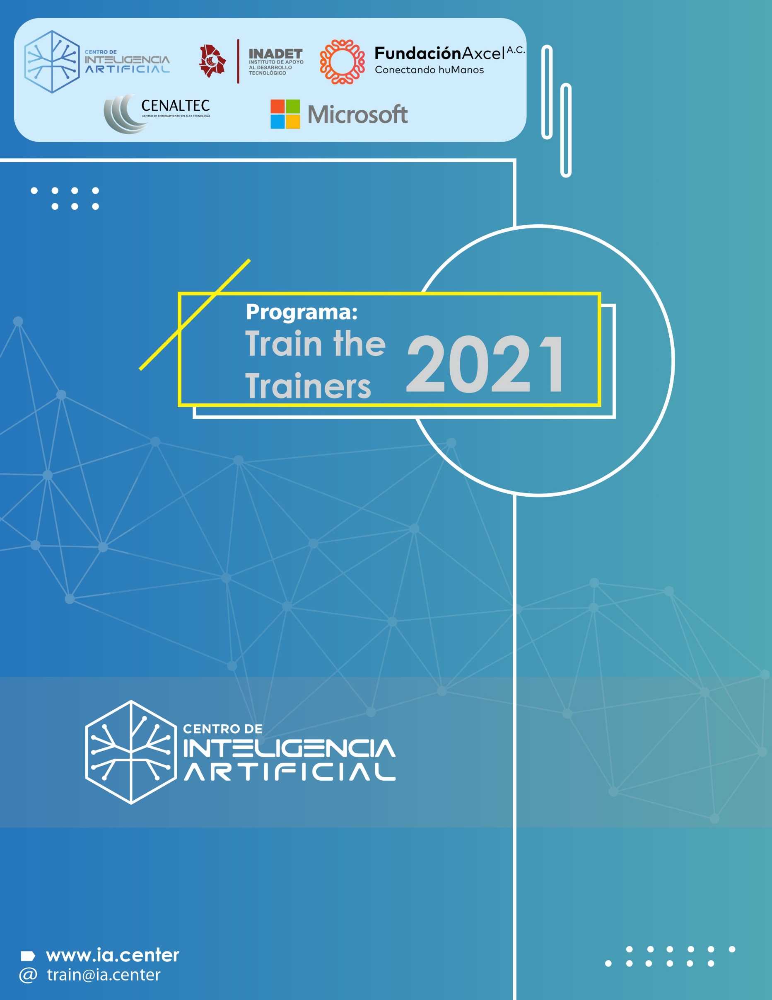 CENTRO DE
INTELIGENCIA
ARTIFICIAL
INADET
INSTITUTO DE APOYO
AL DESARROLLO
TECNOLÓGICO
FundaciónAxcel A.C.
Conectando huManos
CENALTEC
CENTRO DE ENTRENAMIENTO EN ALTA TECNOLOGÍA
Microsoft
Programa:
Train the
Trainers
2021
CENTRO DE
INTELIGENCIA
ARTIFICIAL
www.ia.center
@ train@ia.center